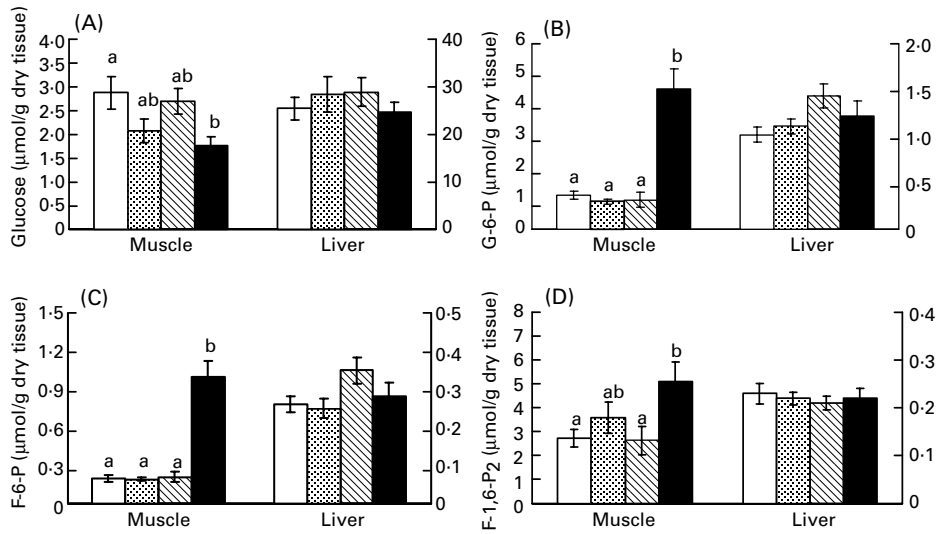 (A)
Glucose (μmol/g dry tissue)
4·0
3·5
3·0
2·5
2·0
1·5
1·0
0·5
0
a
ab
ab
b
40
30
20
10
0
Muscle
Liver
(B)
G-6-P (μmol/g dry tissue)
6
5
4
3
2
1
0
a
a
a
b
2·0
1·5
1·0
0·5
0
Muscle
Liver
(C)
F-6-P (μmol/g dry tissue)
1·5
1·2
0·9
0·6
0·3
0
a
a
a
b
0·5
0·4
0·3
0·2
0·1
0
Muscle
Liver
(D)
F-1,6-P2 (μmol/g dry tissue)
8
7
6
5
4
3
2
1
0
a
ab
a
b
0·4
0·3
0·2
0·1
0
Muscle
Liver